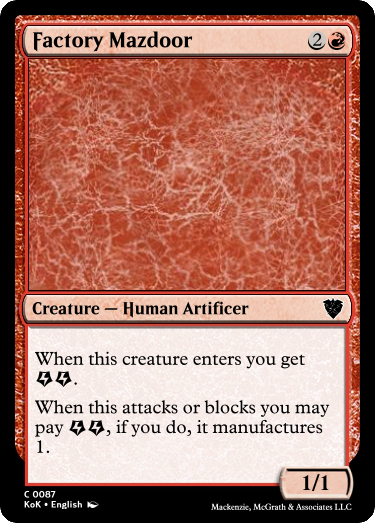 Factory Mazdoor 2
Creature — Human Artificer
When this creature enters you get
.
When this attacks or blocks you may
pay , if you do, it manufactures
1.
1/1
C 0087
KoK • English
Mackenzie, McGrath & Associates LLC